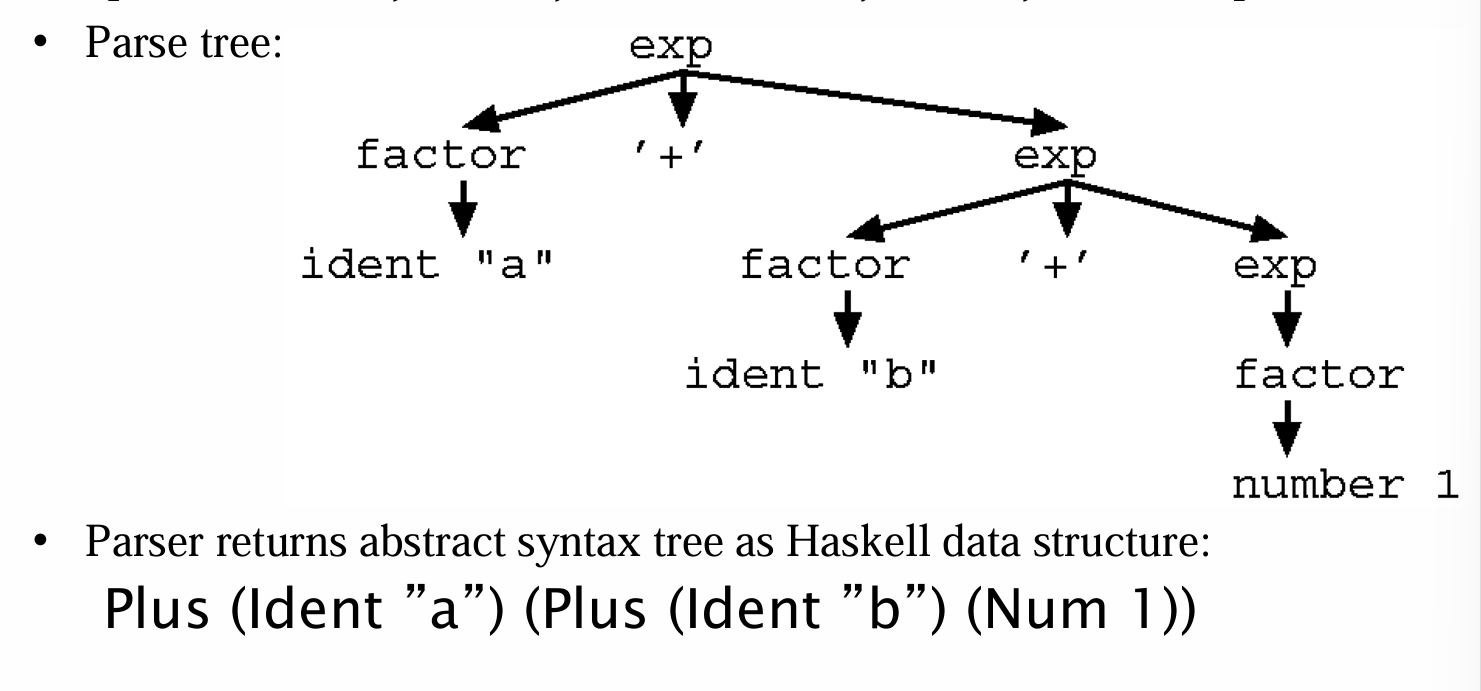 • Parse tree:
exp
factor ′+′ exp
ident "a" factor ′+′ exp
ident "b" factor
number 1
• Parser returns abstract syntax tree as Haskell data structure:
Plus (Ident ”a”) (Plus (Ident ”b”) (Num 1))